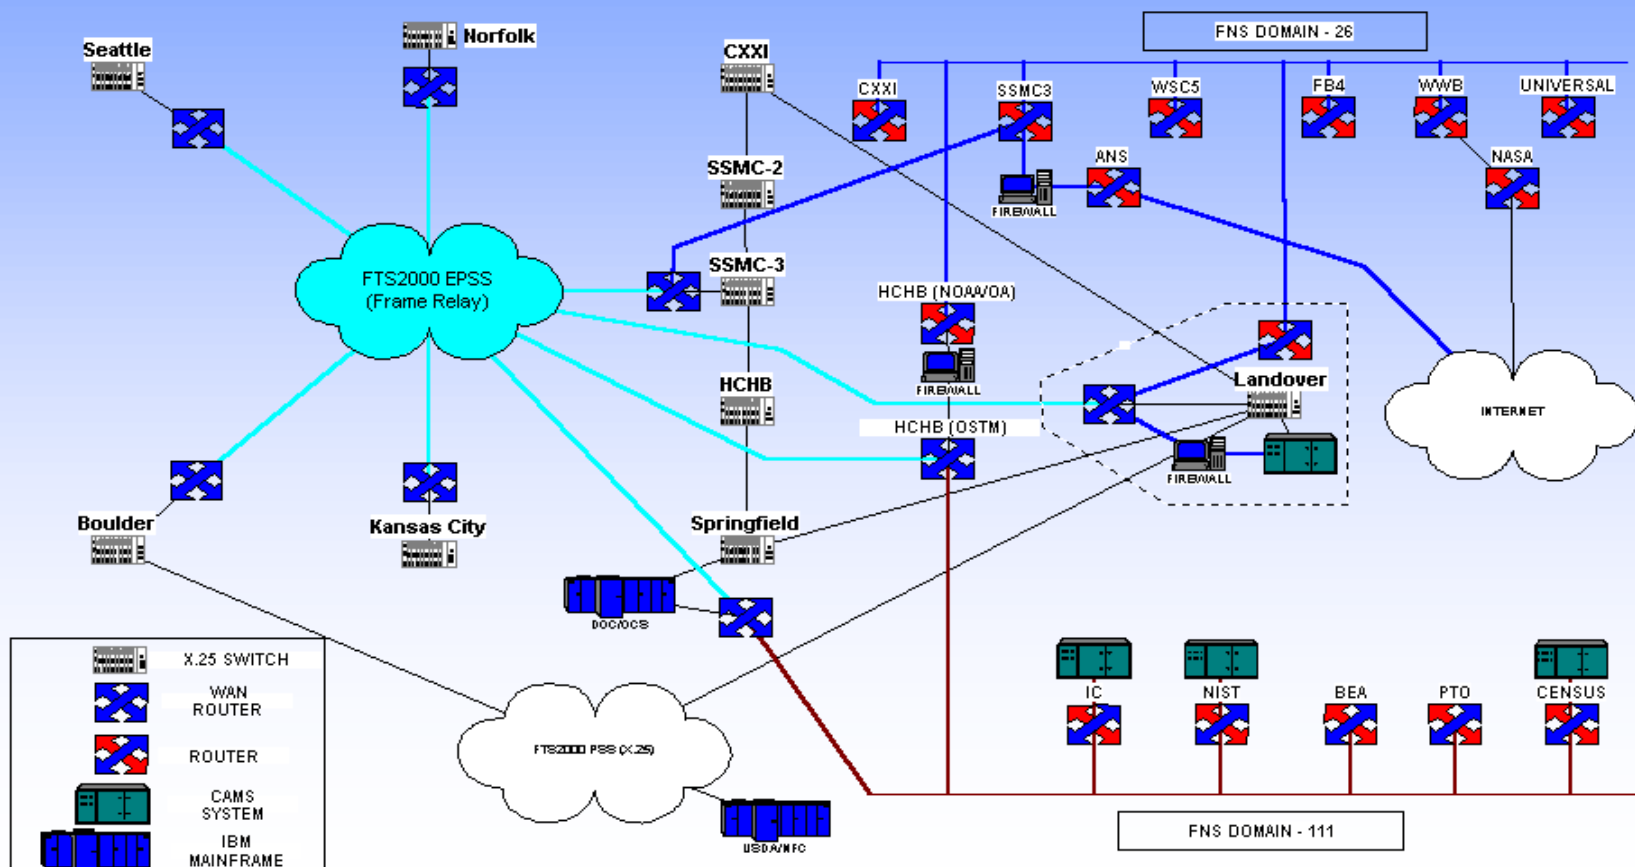 FNS DOMAIN - 26
Seattle
Norfolk
CXXI
CXXI
SSMC3
WSC5
FB4
WWB
UNIVERSAL
ANS
NASA
SSMC-2
FIREWALL
SSMC-3
FTS2000 EPSS
(Frame Relay)
HCHB (NOAA/OA)
HCHB
FIREWALL
Landover
INTERNET
HCHB (OSTM)
FIREWALL
Boulder
Kansas City
Springfield
DOC/OCS
X.25 SWITCH
WAN
ROUTER
ROUTER
CAMS
SYSTEM
IBM
MAINFRAME
FTS2000 PSS (X.25)
USDA/NFC
IC
NIST
BEA
PTO
CENSUS
FNS DOMAIN - 111